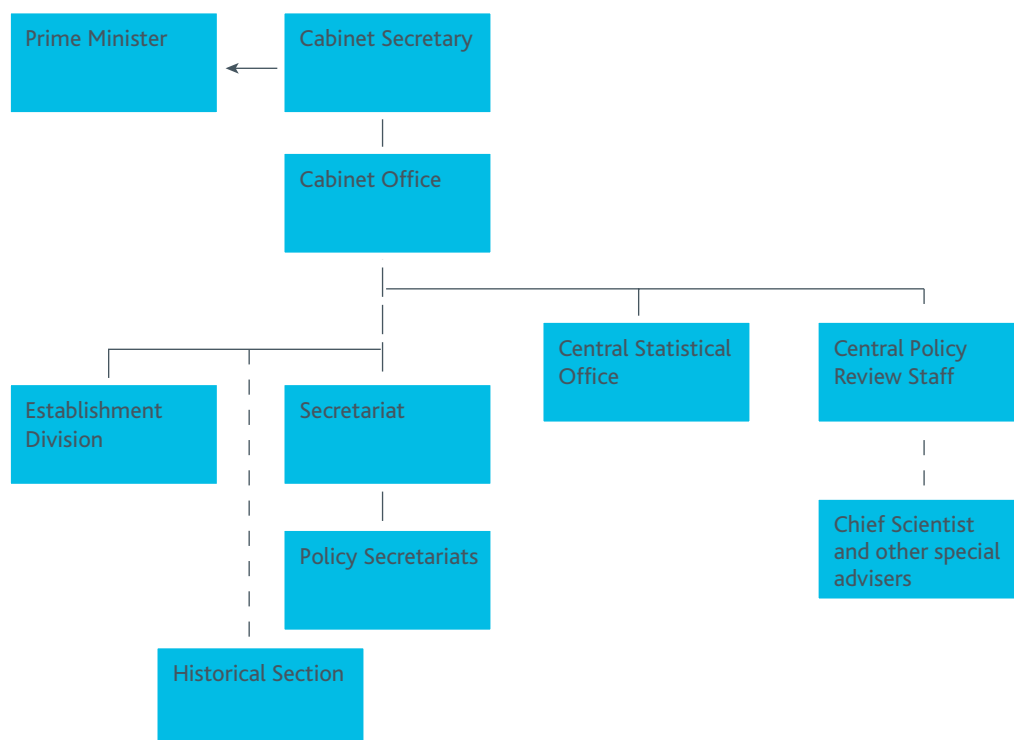 Prime Minister
Cabinet Secretary
Cabinet Office
Central Statistical
Office
Central Policy
Review Staff
Establishment
Division
Secretariat
Chief Scientist
and other special
advisers
Policy Secretariats
Historical Section